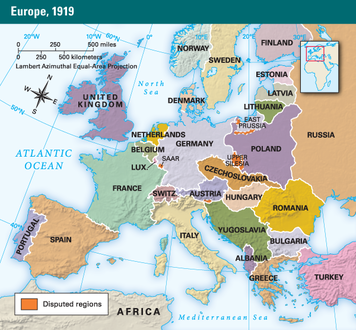 Europe, 1919
0
250
500 miles
0
250
500 kilometers
Lambert Azimuthal Equal-Area Projection
20°W
10°W
0°
10°E
20°E
30°E
N
E
S
W
50°N
40°N
NORWAY
SWEDEN
FINLAND
ESTONIA
LATVIA
LITHUANIA
North
Sea
DENMARK
EAST
PRUSSIA
RUSSIA
UNITED
KINGDOM
NETHERLANDS
BELGIUM
GERMANY
POLAND
ATLANTIC
OCEAN
LUX
SAAR
UPPER
SILESIA
CZECHOSLOVAKIA
FRANCE
SWITZ
AUSTRIA
HUNGARY
ROMANIA
PORTUGAL
SPAIN
ITALY
YUGOSLAVIA
BULGARIA
ALBANIA
GREECE
TURKEY
Disputed regions
AFRICA
Mediterranean Sea